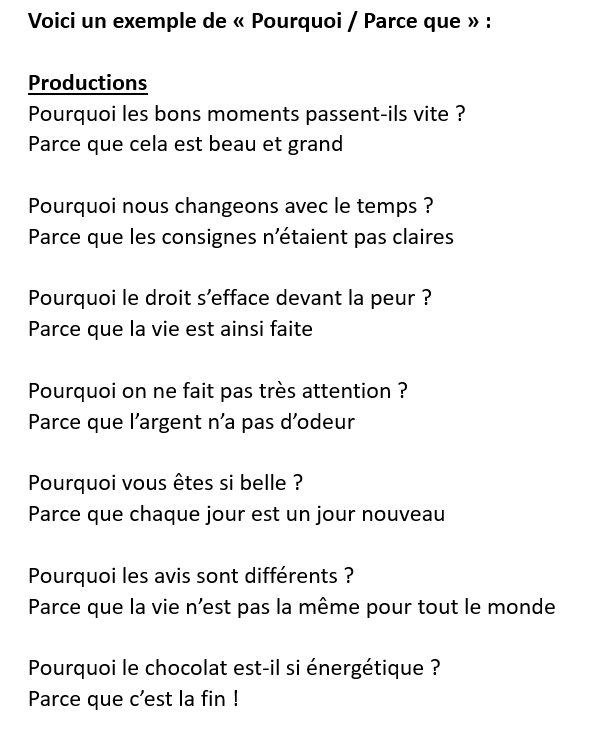 Voici un exemple de « Pourquoi / Parce que » :
Productions
Pourquoi les bons moments passent-ils vite ?
Parce que cela est beau et grand
Pourquoi nous changeons avec le temps ?
Parce que les consignes n’étaient pas claires
Pourquoi le droit s’efface devant la peur ?
Parce que la vie est ainsi faite
Pourquoi on ne fait pas très attention ?
Parce que l’argent n’a pas d’odeur
Pourquoi vous êtes si belle ?
Parce que chaque jour est un jour nouveau
Pourquoi les avis sont différents ?
Parce que la vie n’est pas la même pour tout le monde
Pourquoi le chocolat est-il si énergétique ?
Parce que c’est la fin !